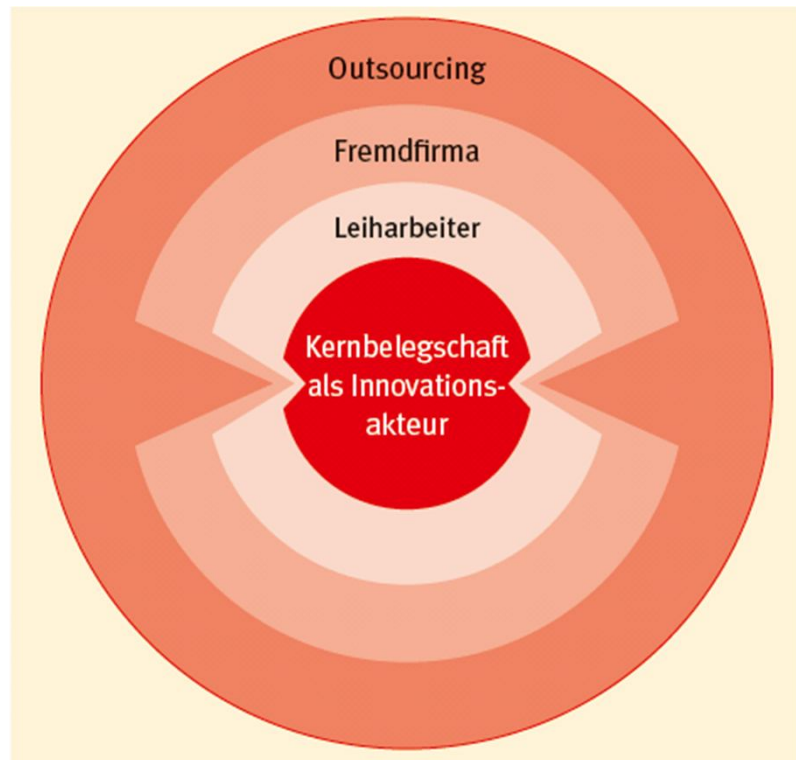 Outsourcing
Fremdfirma
Leiharbeiter
Kernbelegschaft
als Innovations-
akteur